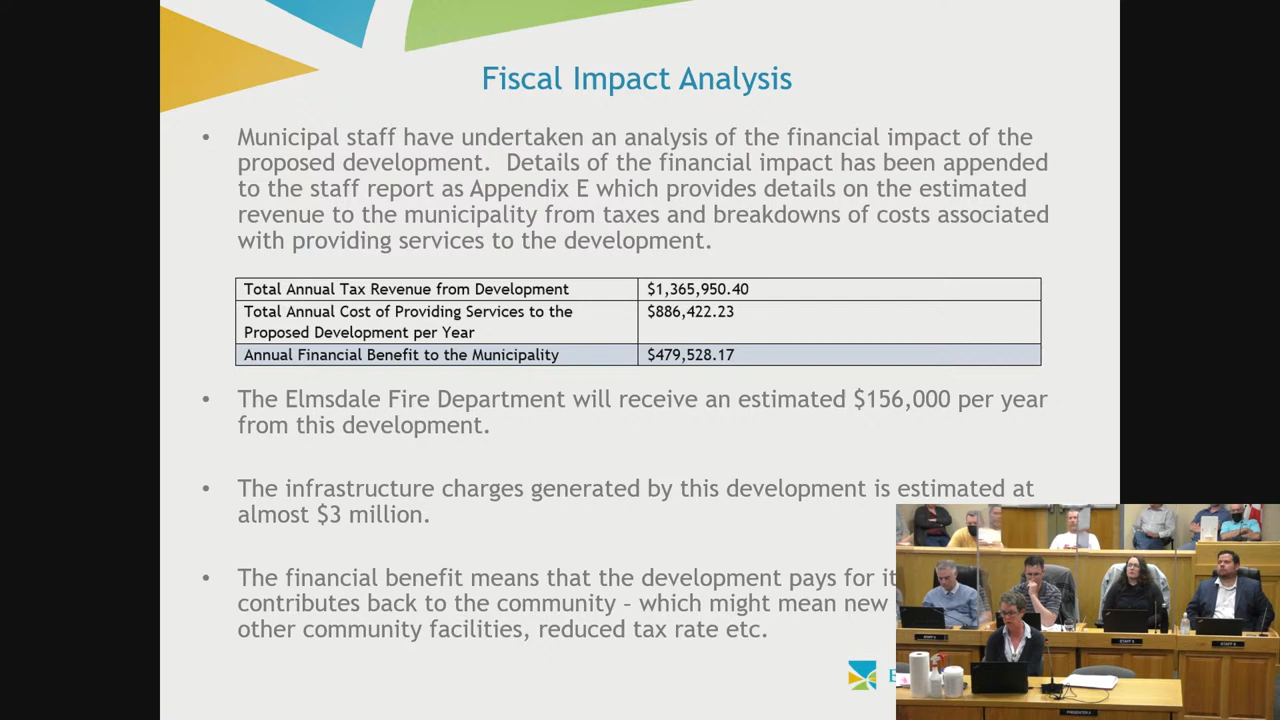 Fiscal Impact Analysis
• Municipal staff have undertaken an analysis of the financial impact of the
proposed development. Details of the financial impact has been appended
to the staff report as Appendix E which provides details on the estimated
revenue to the municipality from taxes and breakdowns of costs associated
with providing services to the development.
Total Annual Tax Revenue from Development $1,365,950.40
Total Annual Cost of Providing Services to the $886,422.23
Proposed Development per Year
Annual Financial Benefit to the Municipality $479,528.17
• The Elmsdale Fire Department will receive an estimated $156,000 per year
from this development.
• The infrastructure charges generated by this development is estimated at
almost $3 million.
• The financial benefit means that the development pays for it
contributes back to the community – which might mean new
other community facilities, reduced tax rate etc.
E